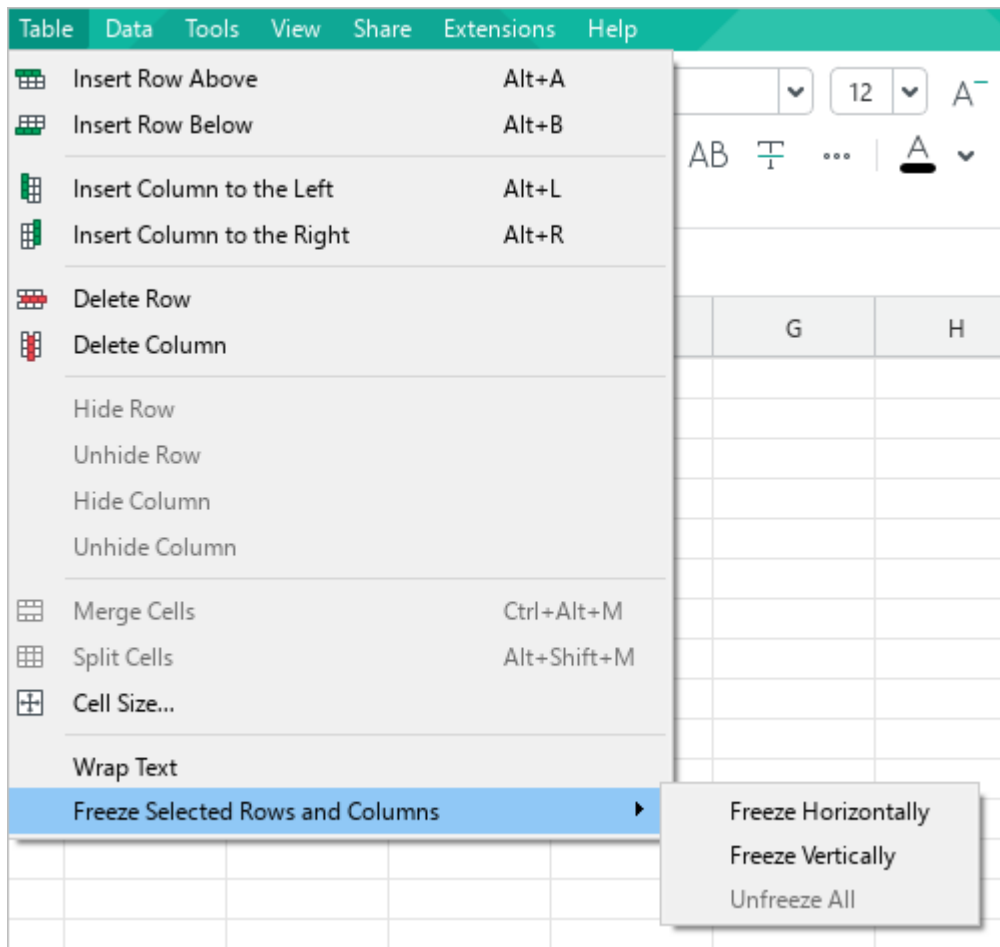 Table Data Tools View Share Extensions Help
Insert Row Above Alt+A
12 A
Insert Row Below Alt+B
AB T A
Insert Column to the Left Alt+L
Insert Column to the Right Alt+R
Delete Row
G H
Delete Column
Hide Row
Unhide Row
Hide Column
Unhide Column
Merge Cells Ctrl+Alt+M
Split Cells Alt+Shift+M
Cell Size...
Wrap Text
Freeze Selected Rows and Columns
Freeze Horizontally
Freeze Vertically
Unfreeze All